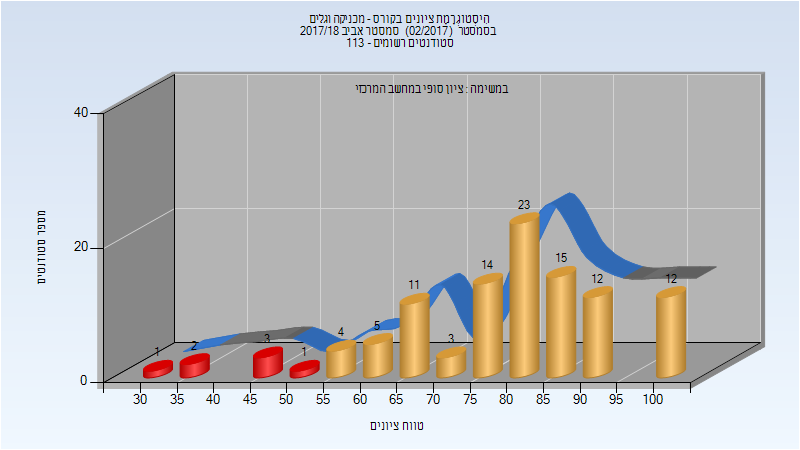 היסטוגרמת ציונים בקורס - מכניקה וגלים
בסמסטר (02/2017) סמסטר אביב 2017/18
סטודנטים רשומים - 113
במשימה : ציון סופי במחשב המרכזי
40
20
0
מספר סטודנטים
1
2
3
1
4
5
11
3
14
23
15
12
12
30 35 40 45 50 55 60 65 70 75 80 85 90 95 100
טווח ציונים